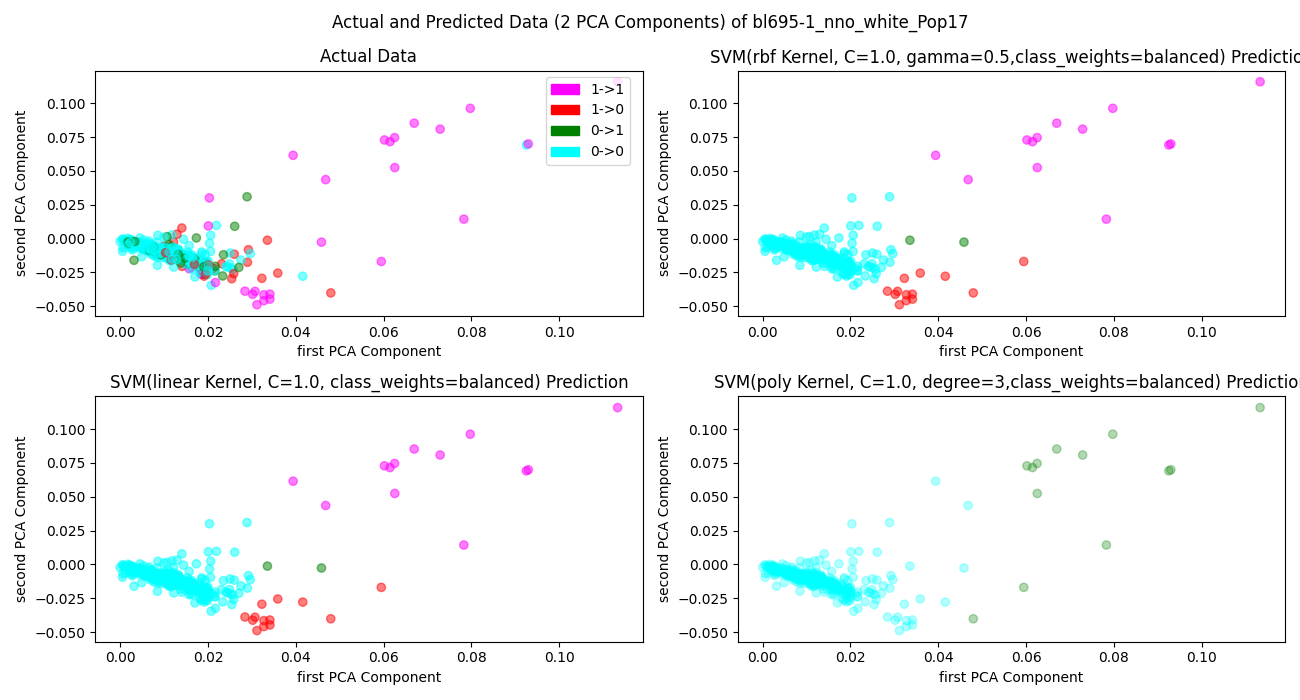 Actual and Predicted Data (2 PCA Components) of bl695-1_nno_white_Pop17
Actual Data
second PCA Component
0.100
0.075
0.050
0.025
0.000
−0.025
−0.050
1->1
1->0
0->1
0->0
0.00 0.02 0.04 0.06 0.08 0.10
first PCA Component
SVM(rbf Kernel, C=1.0, gamma=0.5,class_weights=balanced) Predictio
second PCA Component
0.100
0.075
0.050
0.025
0.000
−0.025
−0.050
0.00 0.02 0.04 0.06 0.08 0.10
first PCA Component
SVM(linear Kernel, C=1.0, class_weights=balanced) Prediction
second PCA Component
0.100
0.075
0.050
0.025
0.000
−0.025
−0.050
0.00 0.02 0.04 0.06 0.08 0.10
first PCA Component
SVM(poly Kernel, C=1.0, degree=3,class_weights=balanced) Prediction
second PCA Component
0.100
0.075
0.050
0.025
0.000
−0.025
−0.050
0.00 0.02 0.04 0.06 0.08 0.10
first PCA Component